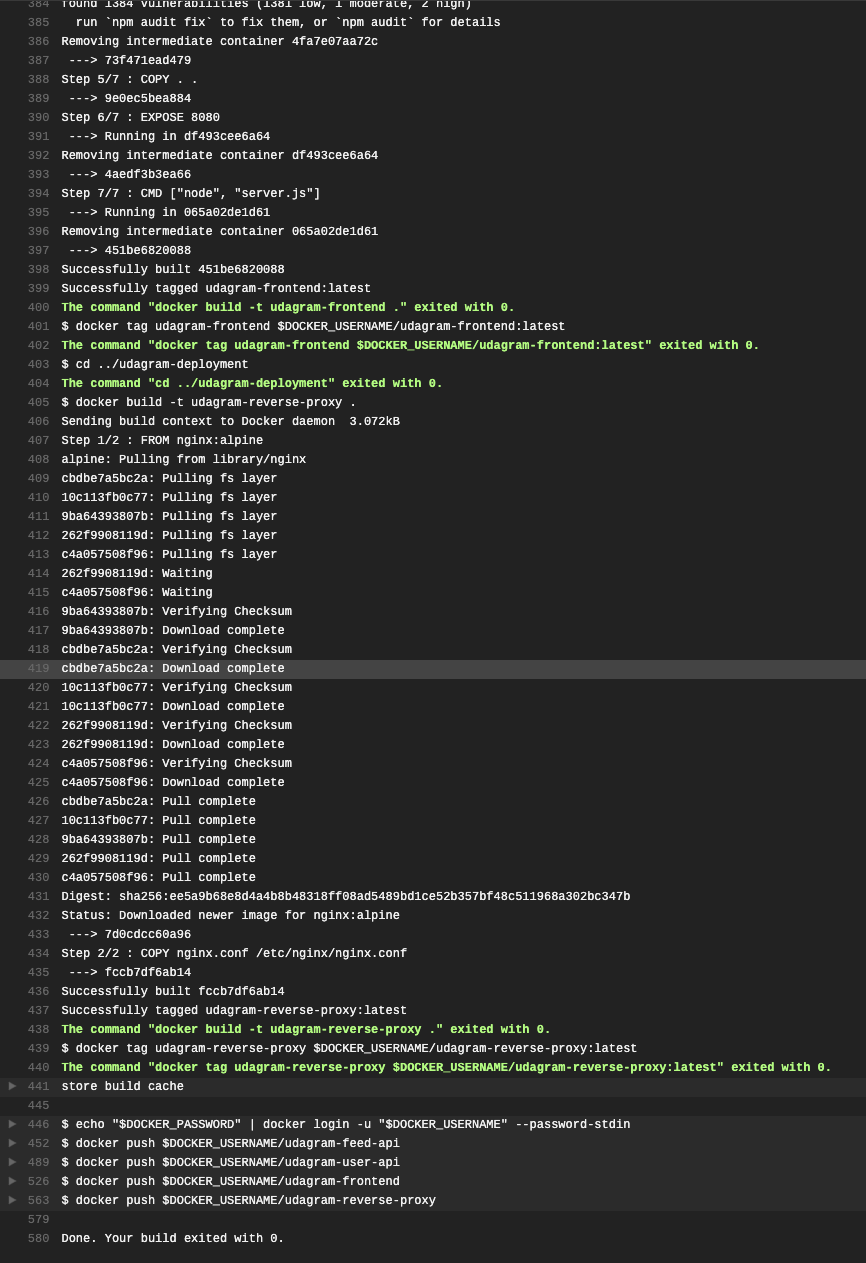 384 found 1384 vulnerabilities (1381 low, 1 moderate, 2 high)
385   run `npm audit fix` to fix them, or `npm audit` for details
386 Removing intermediate container 4fa7e07aa72c
387  ---> 73f471ead479
388 Step 5/7 : COPY . .
389  ---> 9e0ec5bea884
390 Step 6/7 : EXPOSE 8080
391  ---> Running in df493cee6a64
392 Removing intermediate container df493cee6a64
393  ---> 4aedf3b3ea66
394 Step 7/7 : CMD ["node", "server.js"]
395  ---> Running in 065a02de1d61
396 Removing intermediate container 065a02de1d61
397  ---> 451be6820088
398 Successfully built 451be6820088
399 Successfully tagged udagram-frontend:latest
400 The command "docker build -t udagram-frontend ." exited with 0.
401 $ docker tag udagram-frontend $DOCKER_USERNAME/udagram-frontend:latest
402 The command "docker tag udagram-frontend $DOCKER_USERNAME/udagram-frontend:latest" exited with 0.
403 $ cd ../udagram-deployment
404 The command "cd ../udagram-deployment" exited with 0.
405 $ docker build -t udagram-reverse-proxy .
406 Sending build context to Docker daemon  3.072kB
407 Step 1/2 : FROM nginx:alpine
408 alpine: Pulling from library/nginx
409 cbdbe7a5bc2a: Pulling fs layer
410 10c113fb0c77: Pulling fs layer
411 9ba64393807b: Pulling fs layer
412 262f9908119d: Pulling fs layer
413 c4a057508f96: Pulling fs layer
414 262f9908119d: Waiting
415 c4a057508f96: Waiting
416 9ba64393807b: Verifying Checksum
417 9ba64393807b: Download complete
418 cbdbe7a5bc2a: Verifying Checksum
419 cbdbe7a5bc2a: Download complete
420 10c113fb0c77: Verifying Checksum
421 10c113fb0c77: Download complete
422 262f9908119d: Verifying Checksum
423 262f9908119d: Download complete
424 c4a057508f96: Verifying Checksum
425 c4a057508f96: Download complete
426 cbdbe7a5bc2a: Pull complete
427 10c113fb0c77: Pull complete
428 9ba64393807b: Pull complete
429 262f9908119d: Pull complete
430 c4a057508f96: Pull complete
431 Digest: sha256:ee5a9b68e8d4a4b8b48318ff08ad5489bd1ce52b357bf48c511968a302bc347b
432 Status: Downloaded newer image for nginx:alpine
433  ---> 7d0cdcc60a96
434 Step 2/2 : COPY nginx.conf /etc/nginx/nginx.conf
435  ---> fccb7df6ab14
436 Successfully built fccb7df6ab14
437 Successfully tagged udagram-reverse-proxy:latest
438 The command "docker build -t udagram-reverse-proxy ." exited with 0.
439 $ docker tag udagram-reverse-proxy $DOCKER_USERNAME/udagram-reverse-proxy:latest
440 The command "docker tag udagram-reverse-proxy $DOCKER_USERNAME/udagram-reverse-proxy:latest" exited with 0.
441 store build cache
445
446 $ echo "$DOCKER_PASSWORD" | docker login -u "$DOCKER_USERNAME" --password-stdin
452 $ docker push $DOCKER_USERNAME/udagram-feed-api
489 $ docker push $DOCKER_USERNAME/udagram-user-api
526 $ docker push $DOCKER_USERNAME/udagram-frontend
563 $ docker push $DOCKER_USERNAME/udagram-reverse-proxy
579
580 Done. Your build exited with 0.